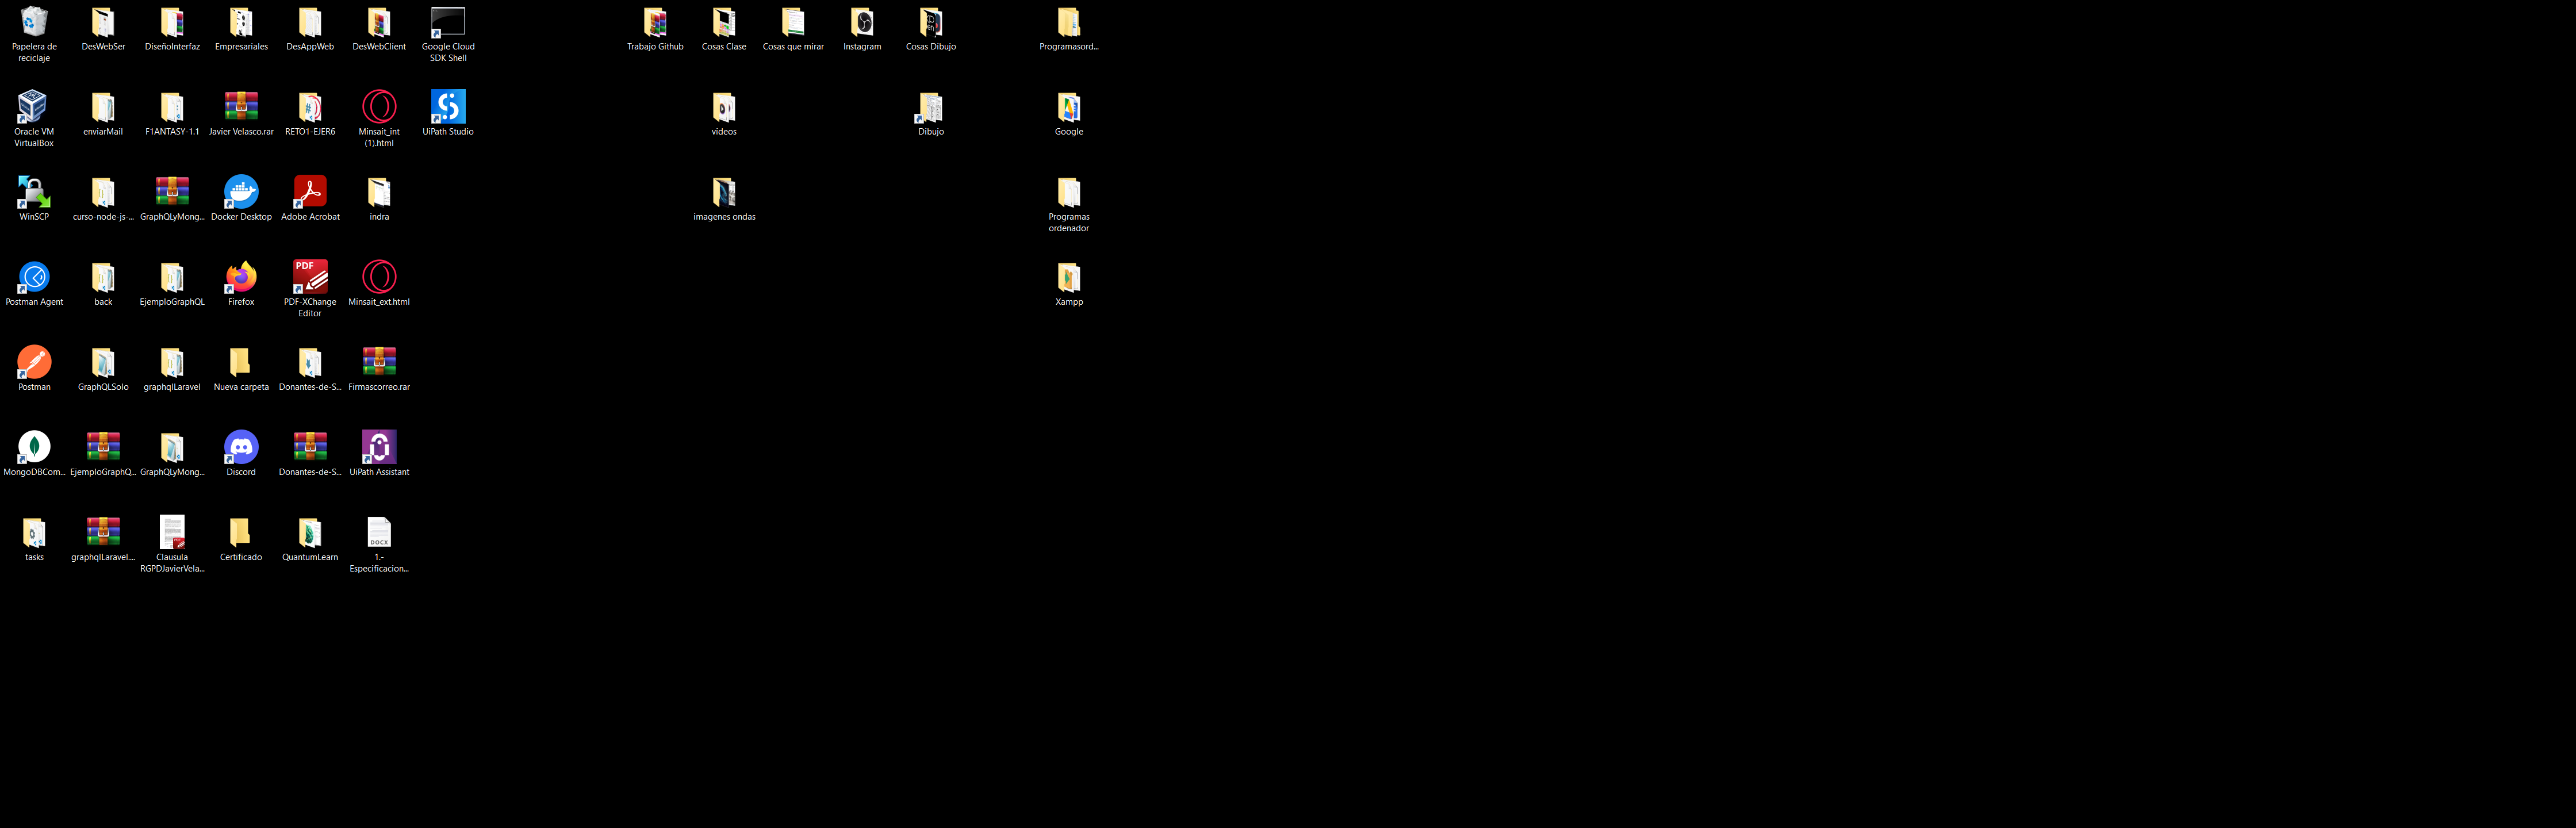 Papelera de
reciclaje
DesWebSer
DiseñoInterfaz
Empresariales
DesAppWeb
DesWebClient
Google Cloud
SDK Shell
Trabajo Github
Cosas Clase
Cosas que mirar
Instagram
Cosas Dibujo
Programasord...
Oracle VM
VirtualBox
enviarMail
F1ANTASY-1.1
Javier Velasco.rar
RETO1-EJER6
Minsait_int
(1).html
UiPath Studio
videos
Dibujo
Google
WinSCP
curso-node-js-...
GraphQLyMong...
Docker Desktop
Adobe Acrobat
indra
imagenes ondas
Programas
ordenador
Postman Agent
back
EjemploGraphQL
Firefox
PDF
PDF-XChange
Editor
Minsait_ext.html
Xampp
Postman
GraphQLSolo
graphqlLaravel
Nueva carpeta
Donantes-de-S...
Firmascorreo.rar
MongoDBCom...
EjemploGraphQ...
GraphQLyMong...
Discord
Donantes-de-S...
UiPath Assistant
tasks
graphqlLaravel....
Clausula
RGPDJavierVela...
Certificado
QuantumLearn
DOCX
1.-
Especificacion...